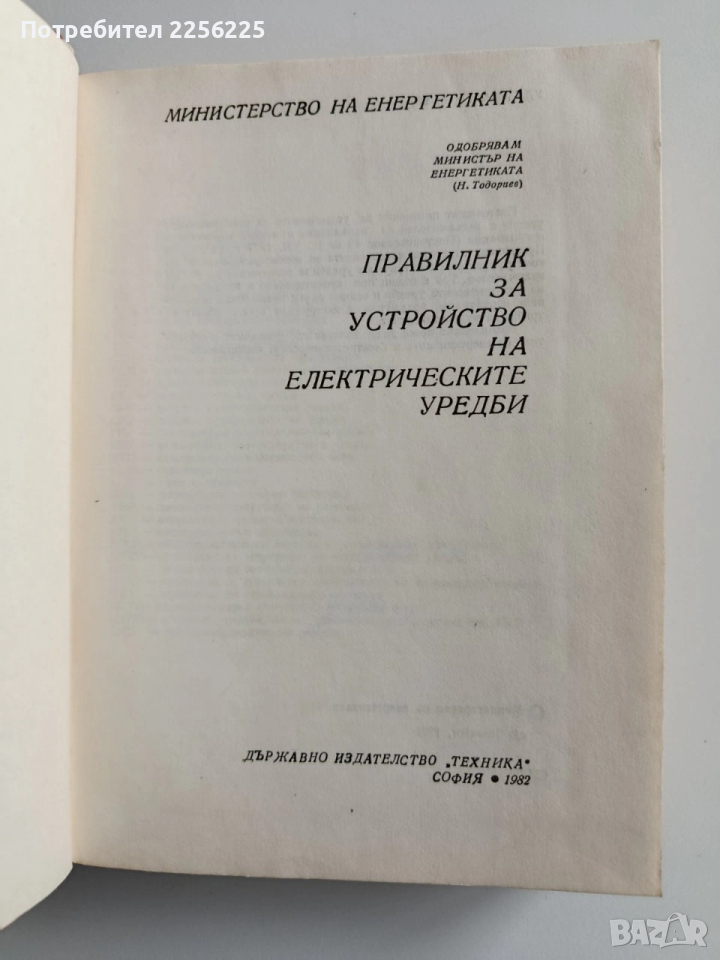 Потребител 2256225
МИНИСТЕРСТВО НА ЕНЕРГЕТИКАТА
ОДОБРЯВАМ
МИНИСТЪР НА
ЕНЕРГЕТИКАТА
(Н. Тодориев)
ПРАВИЛНИК
ЗА
УСТРОЙСТВО
НА
ЕЛЕКТРИЧЕСКИТЕ
УРЕДБИ
ДЪРЖАВНО ИЗДАТЕЛСТВО „ТЕХНИКА“
СОФИЯ • 1982
BAZAR